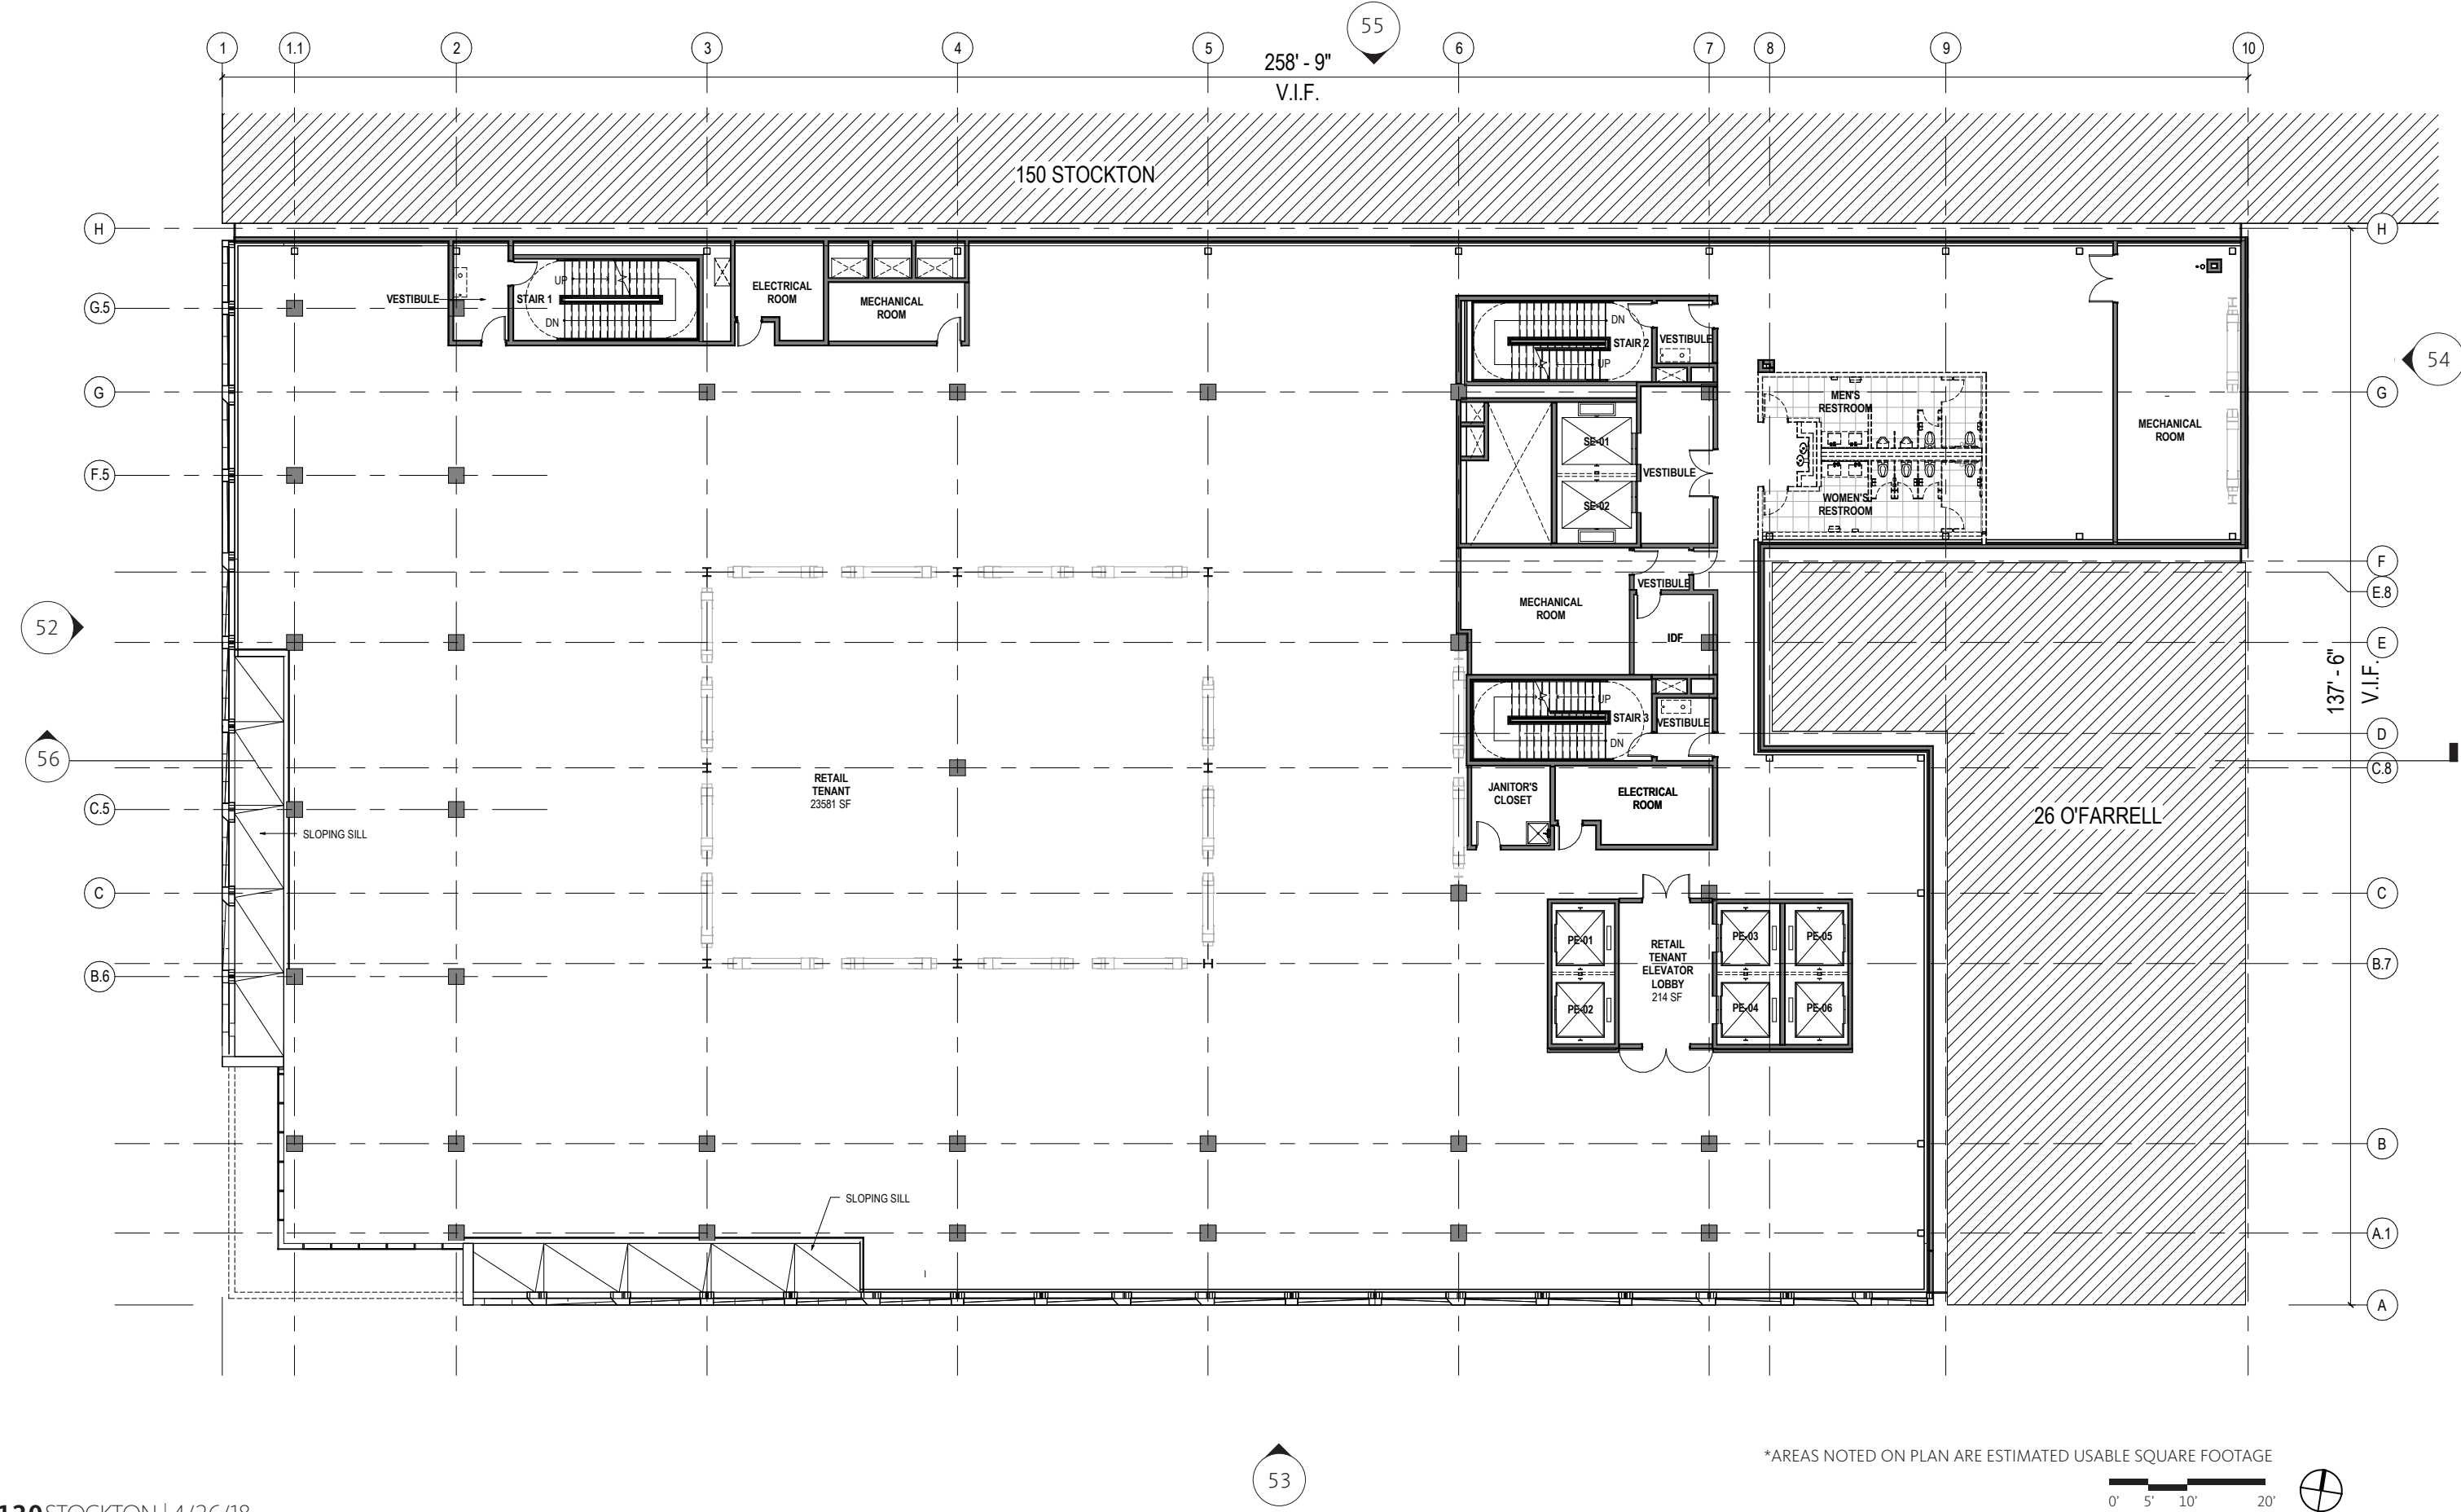 55
1
1.1
2
3
4
5
6
7
8
9
10
258' - 9"
V.I.F.
150 STOCKTON
H
H
UP
STAIR 1
DN
VESTIBULE
ELECTRICAL
ROOM
MECHANICAL
ROOM
G.5
DN
STAIR 2
UP
VESTIBULE
54
G
G
MEN'S
RESTROOM
MECHANICAL
ROOM
SE-01
VESTIBULE
SE-02
F.5
WOMEN'S
RESTROOM
F
VESTIBULE
E.8
MECHANICAL
ROOM
52
IDF
E
137' - 6"
V.I.F.
UP
STAIR 3
VESTIBULE
DN
D
56
C.8
RETAIL
TENANT
23581 SF
JANITOR'S
CLOSET
ELECTRICAL
ROOM
C.5
SLOPING SILL
26 O'FARRELL
C
C
PE-01
RETAIL
TENANT
ELEVATOR
LOBBY
214 SF
PE-03
PE-05
B.6
B.7
PE-02
PE-04
PE-06
B
SLOPING SILL
A.1
A
53
*AREAS NOTED ON PLAN ARE ESTIMATED USABLE SQUARE FOOTAGE
0' 5' 10' 20'
120STOCKTON | 4/26/18